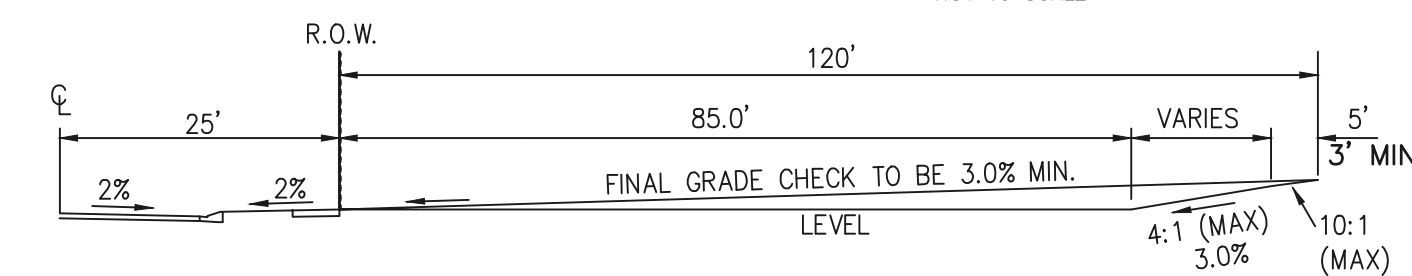 R.O.W.
120'
℄
25'
85.0'
VARIES
5'
3' MIN
2%
2%
FINAL GRADE CHECK TO BE 3.0% MIN.
LEVEL
4:1 (MAX)
3.0%
10:1
(MAX)